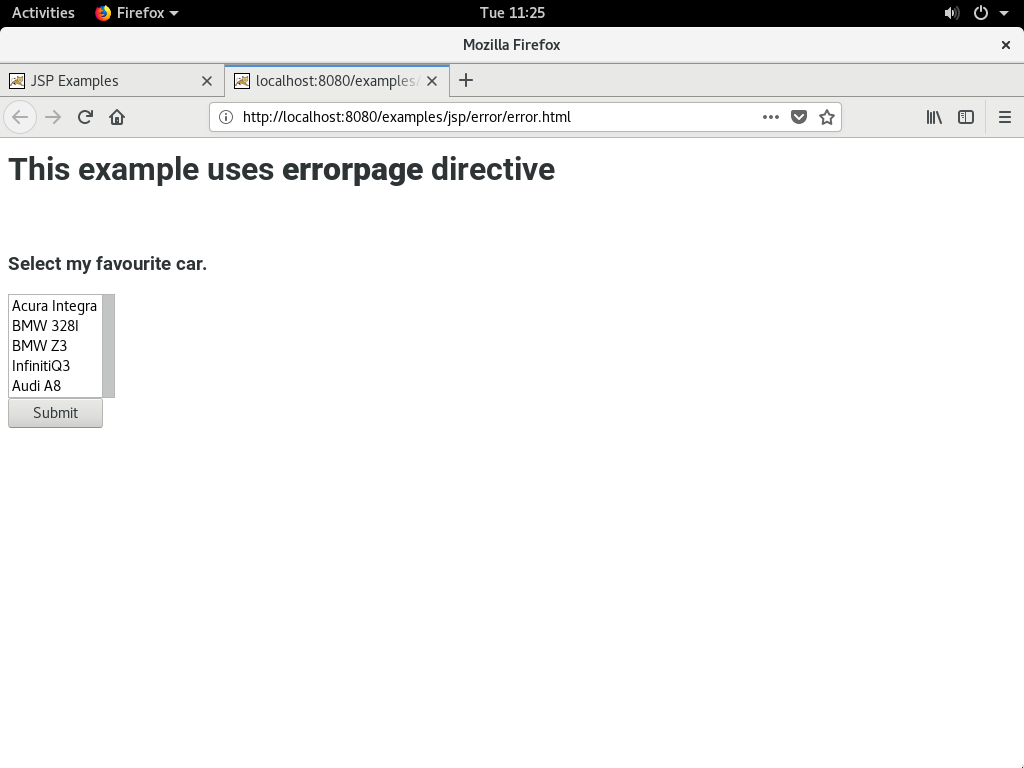 Activities Firefox Tue 11:25
Mozilla Firefox
JSP Examples localhost:8080/examples/
http://localhost:8080/examples/jsp/error/error.html
This example uses errorpage directive
Select my favourite car.
Acura Integra
BMW 328I
BMW Z3
InfinitiQ3
Audi A8
Submit